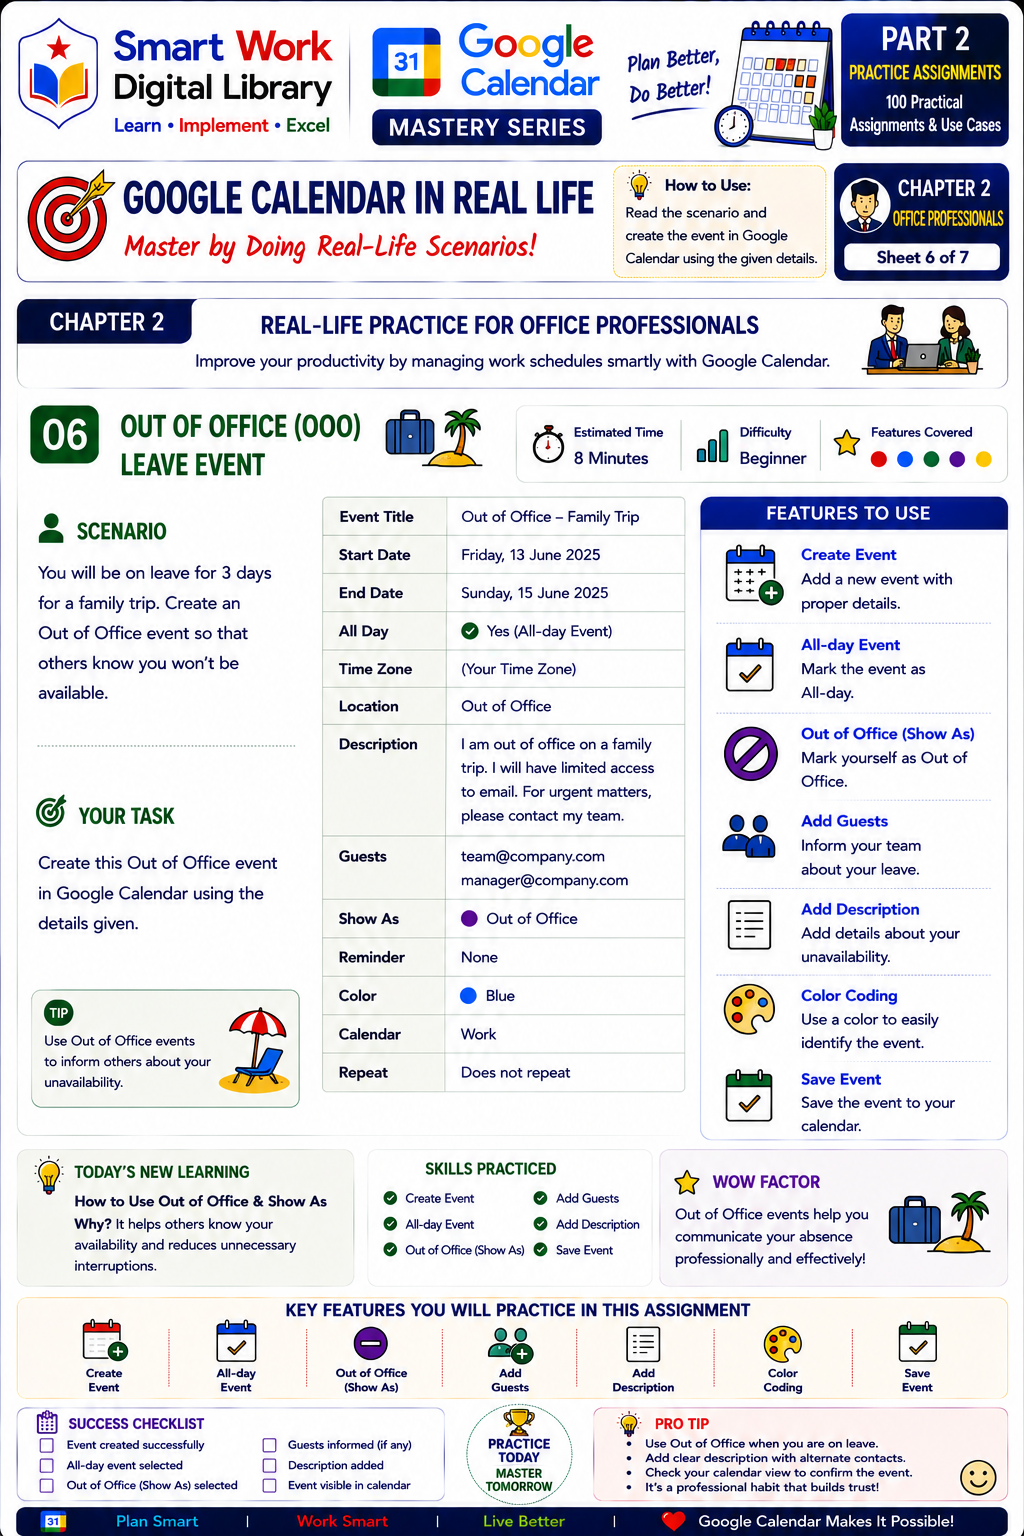 Smart Work
Digital Library
Learn • Implement • Excel
31
Google
Calendar
MASTERY SERIES
Plan Better,
Do Better!
PART 2
PRACTICE ASSIGNMENTS
100 Practical
Assignments & Use Cases
GOOGLE CALENDAR IN REAL LIFE
Master by Doing Real-Life Scenarios!
How to Use:
Read the scenario and
create the event in Google
Calendar using the given details.
CHAPTER 2
OFFICE PROFESSIONALS
Sheet 6 of 7
CHAPTER 2
REAL-LIFE PRACTICE FOR OFFICE PROFESSIONALS
Improve your productivity by managing work schedules smartly with Google Calendar.
06
OUT OF OFFICE (OOO)
LEAVE EVENT
Estimated Time
8 Minutes
Difficulty
Beginner
Features Covered
SCENARIO
You will be on leave for 3 days
for a family trip. Create an
Out of Office event so that
others know you won't be
available.
YOUR TASK
Create this Out of Office event
in Google Calendar using the
details given.
TIP
Use Out of Office events
to inform others about your
unavailability.
Event Title Out of Office – Family Trip
Start Date Friday, 13 June 2025
End Date Sunday, 15 June 2025
All Day Yes (All-day Event)
Time Zone (Your Time Zone)
Location Out of Office
Description I am out of office on a family
trip. I will have limited access
to email. For urgent matters,
please contact my team.
Guests team@company.com
manager@company.com
Show As Out of Office
Reminder None
Color Blue
Calendar Work
Repeat Does not repeat
FEATURES TO USE
Create Event
Add a new event with
proper details.
All-day Event
Mark the event as
All-day.
Out of Office (Show As)
Mark yourself as Out of
Office.
Add Guests
Inform your team
about your leave.
Add Description
Add details about your
unavailability.
Color Coding
Use a color to easily
identify the event.
Save Event
Save the event to your
calendar.
TODAY'S NEW LEARNING
How to Use Out of Office & Show As
Why? It helps others know your
availability and reduces unnecessary
interruptions.
SKILLS PRACTICED
Create Event
All-day Event
Out of Office (Show As)
Add Guests
Add Description
Save Event
WOW FACTOR
Out of Office events help you
communicate your absence
professionally and effectively!
KEY FEATURES YOU WILL PRACTICE IN THIS ASSIGNMENT
Create
Event
All-day
Event
Out of Office
(Show As)
Add
Guests
Add
Description
Color
Coding
Save
Event
SUCCESS CHECKLIST
Event created successfully
All-day event selected
Out of Office (Show As) selected
Guests informed (if any)
Description added
Event visible in calendar
PRACTICE
TODAY
MASTER
TOMORROW
PRO TIP
• Use Out of Office when you are on leave.
• Add clear description with alternate contacts.
• Check your calendar view to confirm the event.
• It's a professional habit that builds trust!
31 Plan Smart | Work Smart | Live Better | Google Calendar Makes It Possible!